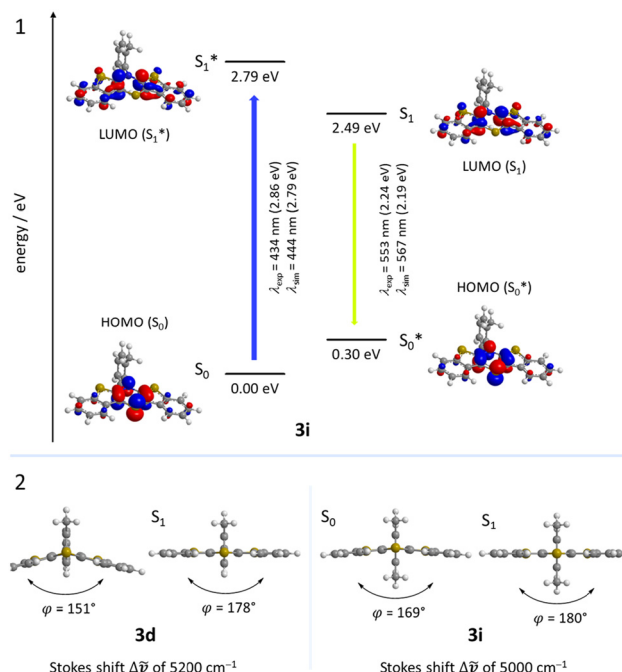 1
S₁*
2.79 eV
LUMO (S₁*)
S₁
2.49 eV
LUMO (S₁)
energy / eV
λexp = 434 nm (2.86 eV)
λsim = 444 nm (2.79 eV)
λexp = 553 nm (2.24 eV)
λsim = 567 nm (2.19 eV)
HOMO (S₀*)
HOMO (S₀)
S₀*
0.30 eV
S₀
0.00 eV
3i
2
S₁
S₀
S₁
φ = 151°
φ = 178°
φ = 169°
φ = 180°
3d
3i
Stokes shift Δν̃ of 5200 cm⁻¹
Stokes shift Δν̃ of 5000 cm⁻¹